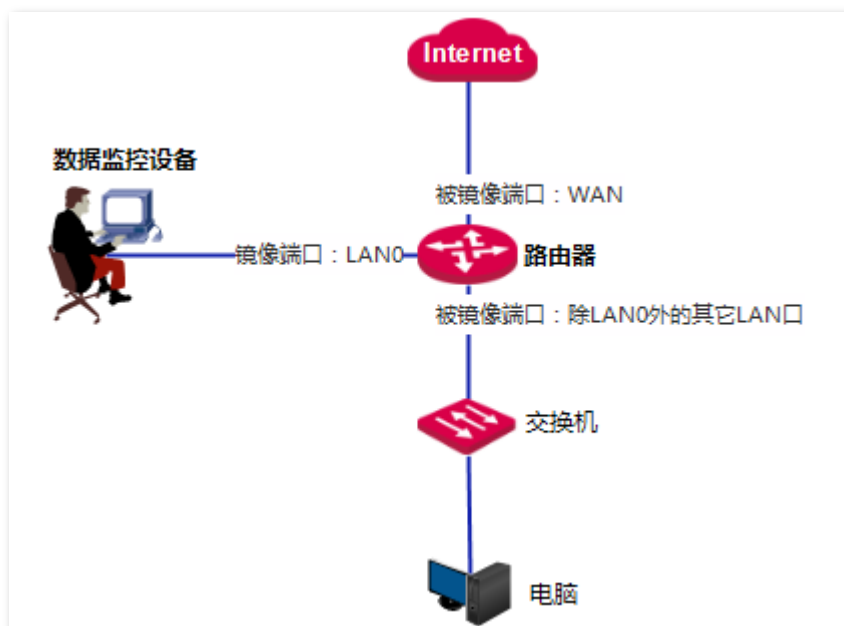 Internet
数据监控设备
被镜像端口：WAN
镜像端口：LAN0
路由器
被镜像端口：除LAN0外的其它LAN口
交换机
电脑